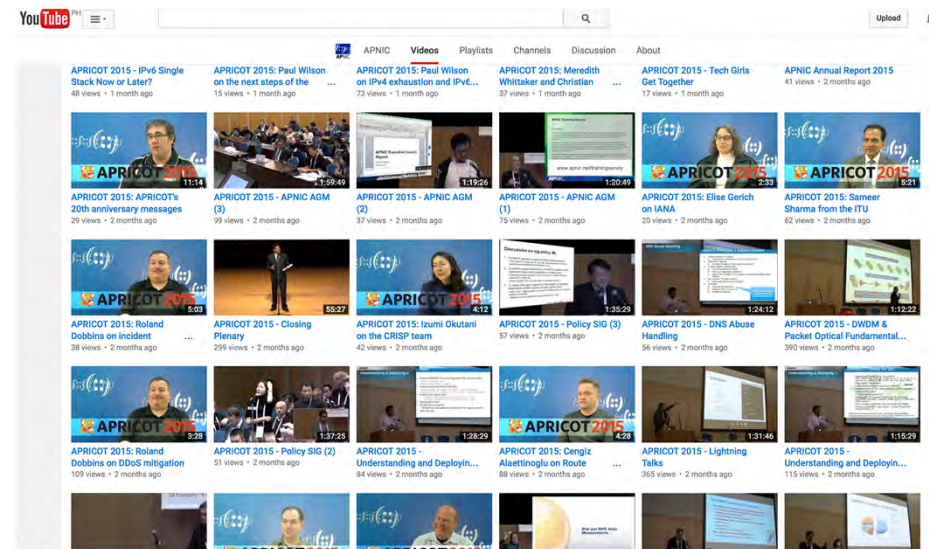 YouTube PH
Upload
APNIC Videos Playlists Channels Discussion About
APRICOT 2015 - IPv6 Single
Stack Now or Later?
48 views • 1 month ago
APRICOT 2015: Paul Wilson
on the next steps of the ...
15 views • 1 month ago
APRICOT 2015: Paul Wilson
on IPv4 exhaustion and IPv6...
73 views • 1 month ago
APRICOT 2015: Meredith
Whittaker and Christian ...
37 views • 1 month ago
APRICOT 2015 - Tech Girls
Get Together
17 views • 1 month ago
APNIC Annual Report 2015
41 views • 2 months ago
APRICOT 2015
11:14
APRICOT 2015: APRICOT's
20th anniversary messages
29 views • 2 months ago
1:59:49
APRICOT 2015 - APNIC AGM
(3)
99 views • 2 months ago
APNIC Executive Council
Report
1:19:26
APRICOT 2015 - APNIC AGM
(2)
37 views • 2 months ago
www.apnic.net/trainingsurvey
1:20:49
APRICOT 2015 - APNIC AGM
(1)
75 views • 2 months ago
APRICOT 2015
2:33
APRICOT 2015: Elise Gerich
on IANA
20 views • 2 months ago
APRICOT 2015
5:21
APRICOT 2015: Sameer
Sharma from the ITU
62 views • 2 months ago
APRICOT 2015
5:03
APRICOT 2015: Roland
Dobbins on incident ...
38 views • 2 months ago
55:27
APRICOT 2015 - Closing
Plenary
299 views • 2 months ago
APRICOT 2015
4:12
APRICOT 2015: Izumi Okutani
on the CRISP team
42 views • 2 months ago
1:35:29
APRICOT 2015 - Policy SIG (3)
57 views • 2 months ago
1:24:12
APRICOT 2015 - DNS Abuse
Handling
56 views • 2 months ago
1:12:22
APRICOT 2015 - DWDM &
Packet Optical Fundamental...
390 views • 2 months ago
APRICOT 2015
3:28
APRICOT 2015: Roland
Dobbins on DDoS mitigation
109 views • 2 months ago
1:37:25
APRICOT 2015 - Policy SIG (2)
51 views • 2 months ago
1:28:29
APRICOT 2015 -
Understanding and Deployin...
84 views • 2 months ago
APRICOT 2015
4:28
APRICOT 2015: Cengiz
Alaettinoglu on Route ...
88 views • 2 months ago
1:31:46
APRICOT 2015 - Lightning
Talks
365 views • 2 months ago
1:15:29
APRICOT 2015 -
Understanding and Deployin...
115 views • 2 months ago